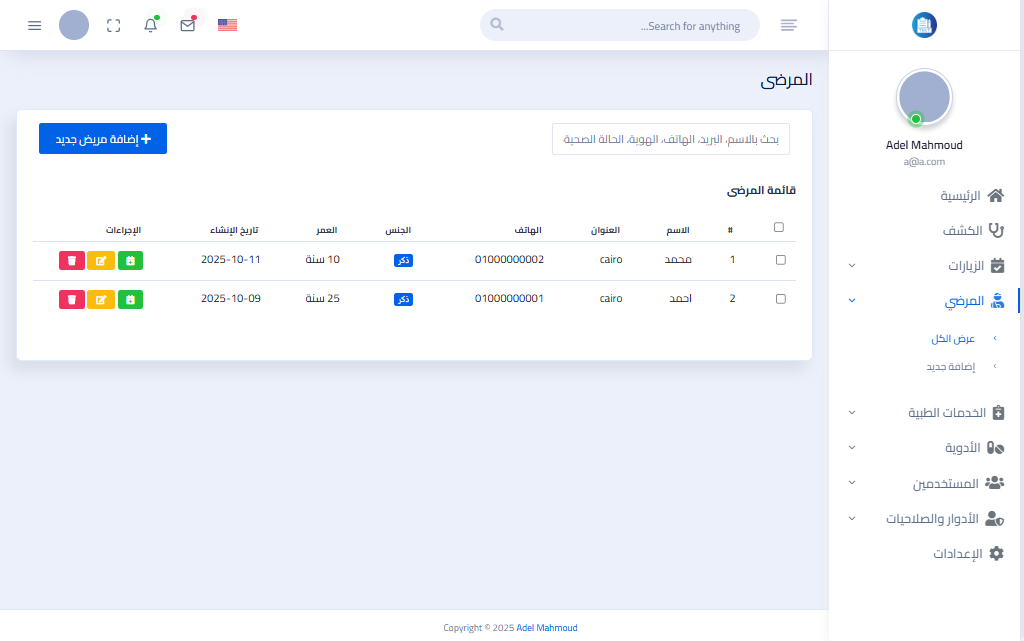 Search for anything...
Adel Mahmoud
a@a.com
الرئيسية
الكشف
الزيارات
المرضي
عرض الكل
إضافة جديد
الخدمات الطبية
الأدوية
المستخدمين
الأدوار والصلاحيات
الإعدادات
المرضى
بحث بالاسم، البريد، الهاتف، الهوية، الحالة الصحية
إضافة مريض جديد
قائمة المرضى
# الاسم العنوان الهاتف الجنس العمر تاريخ الإنشاء الإجراءات
1 محمد cairo 01000000002 ذكر 10 سنة 2025-10-11
2 احمد cairo 01000000001 ذكر 25 سنة 2025-10-09
Copyright © 2025 Adel Mahmoud